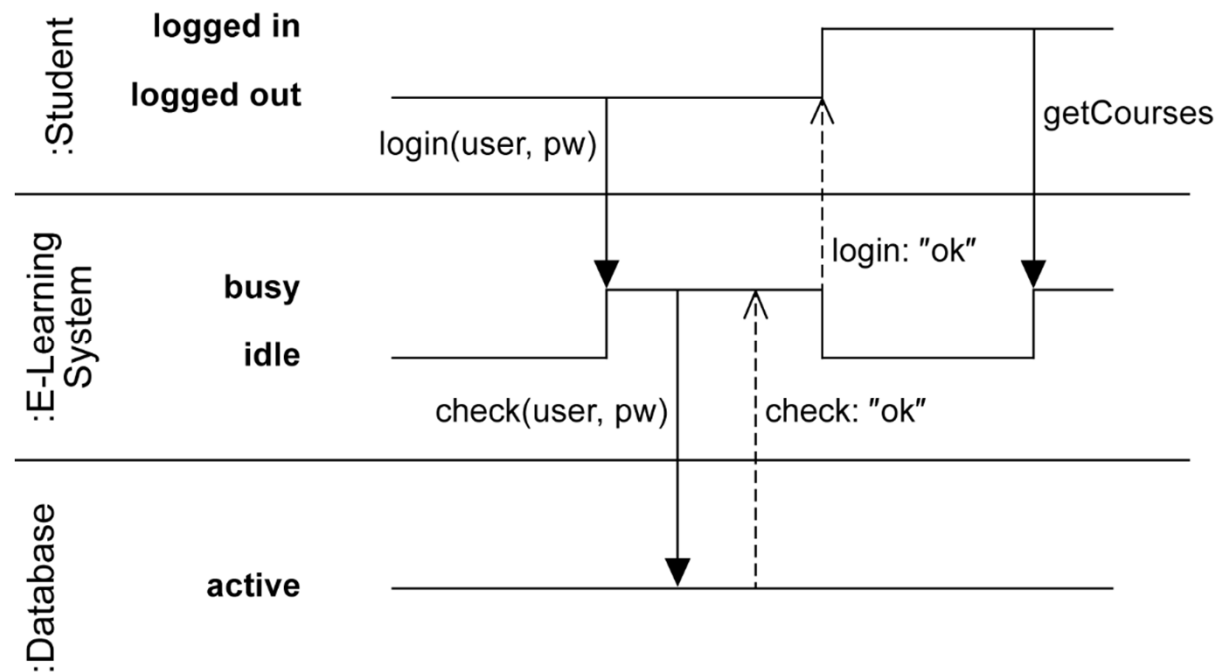 :Student
logged in
logged out
login(user, pw)
getCourses
:E-Learning
System
busy
idle
login: "ok"
check(user, pw)
check: "ok"
:Database
active